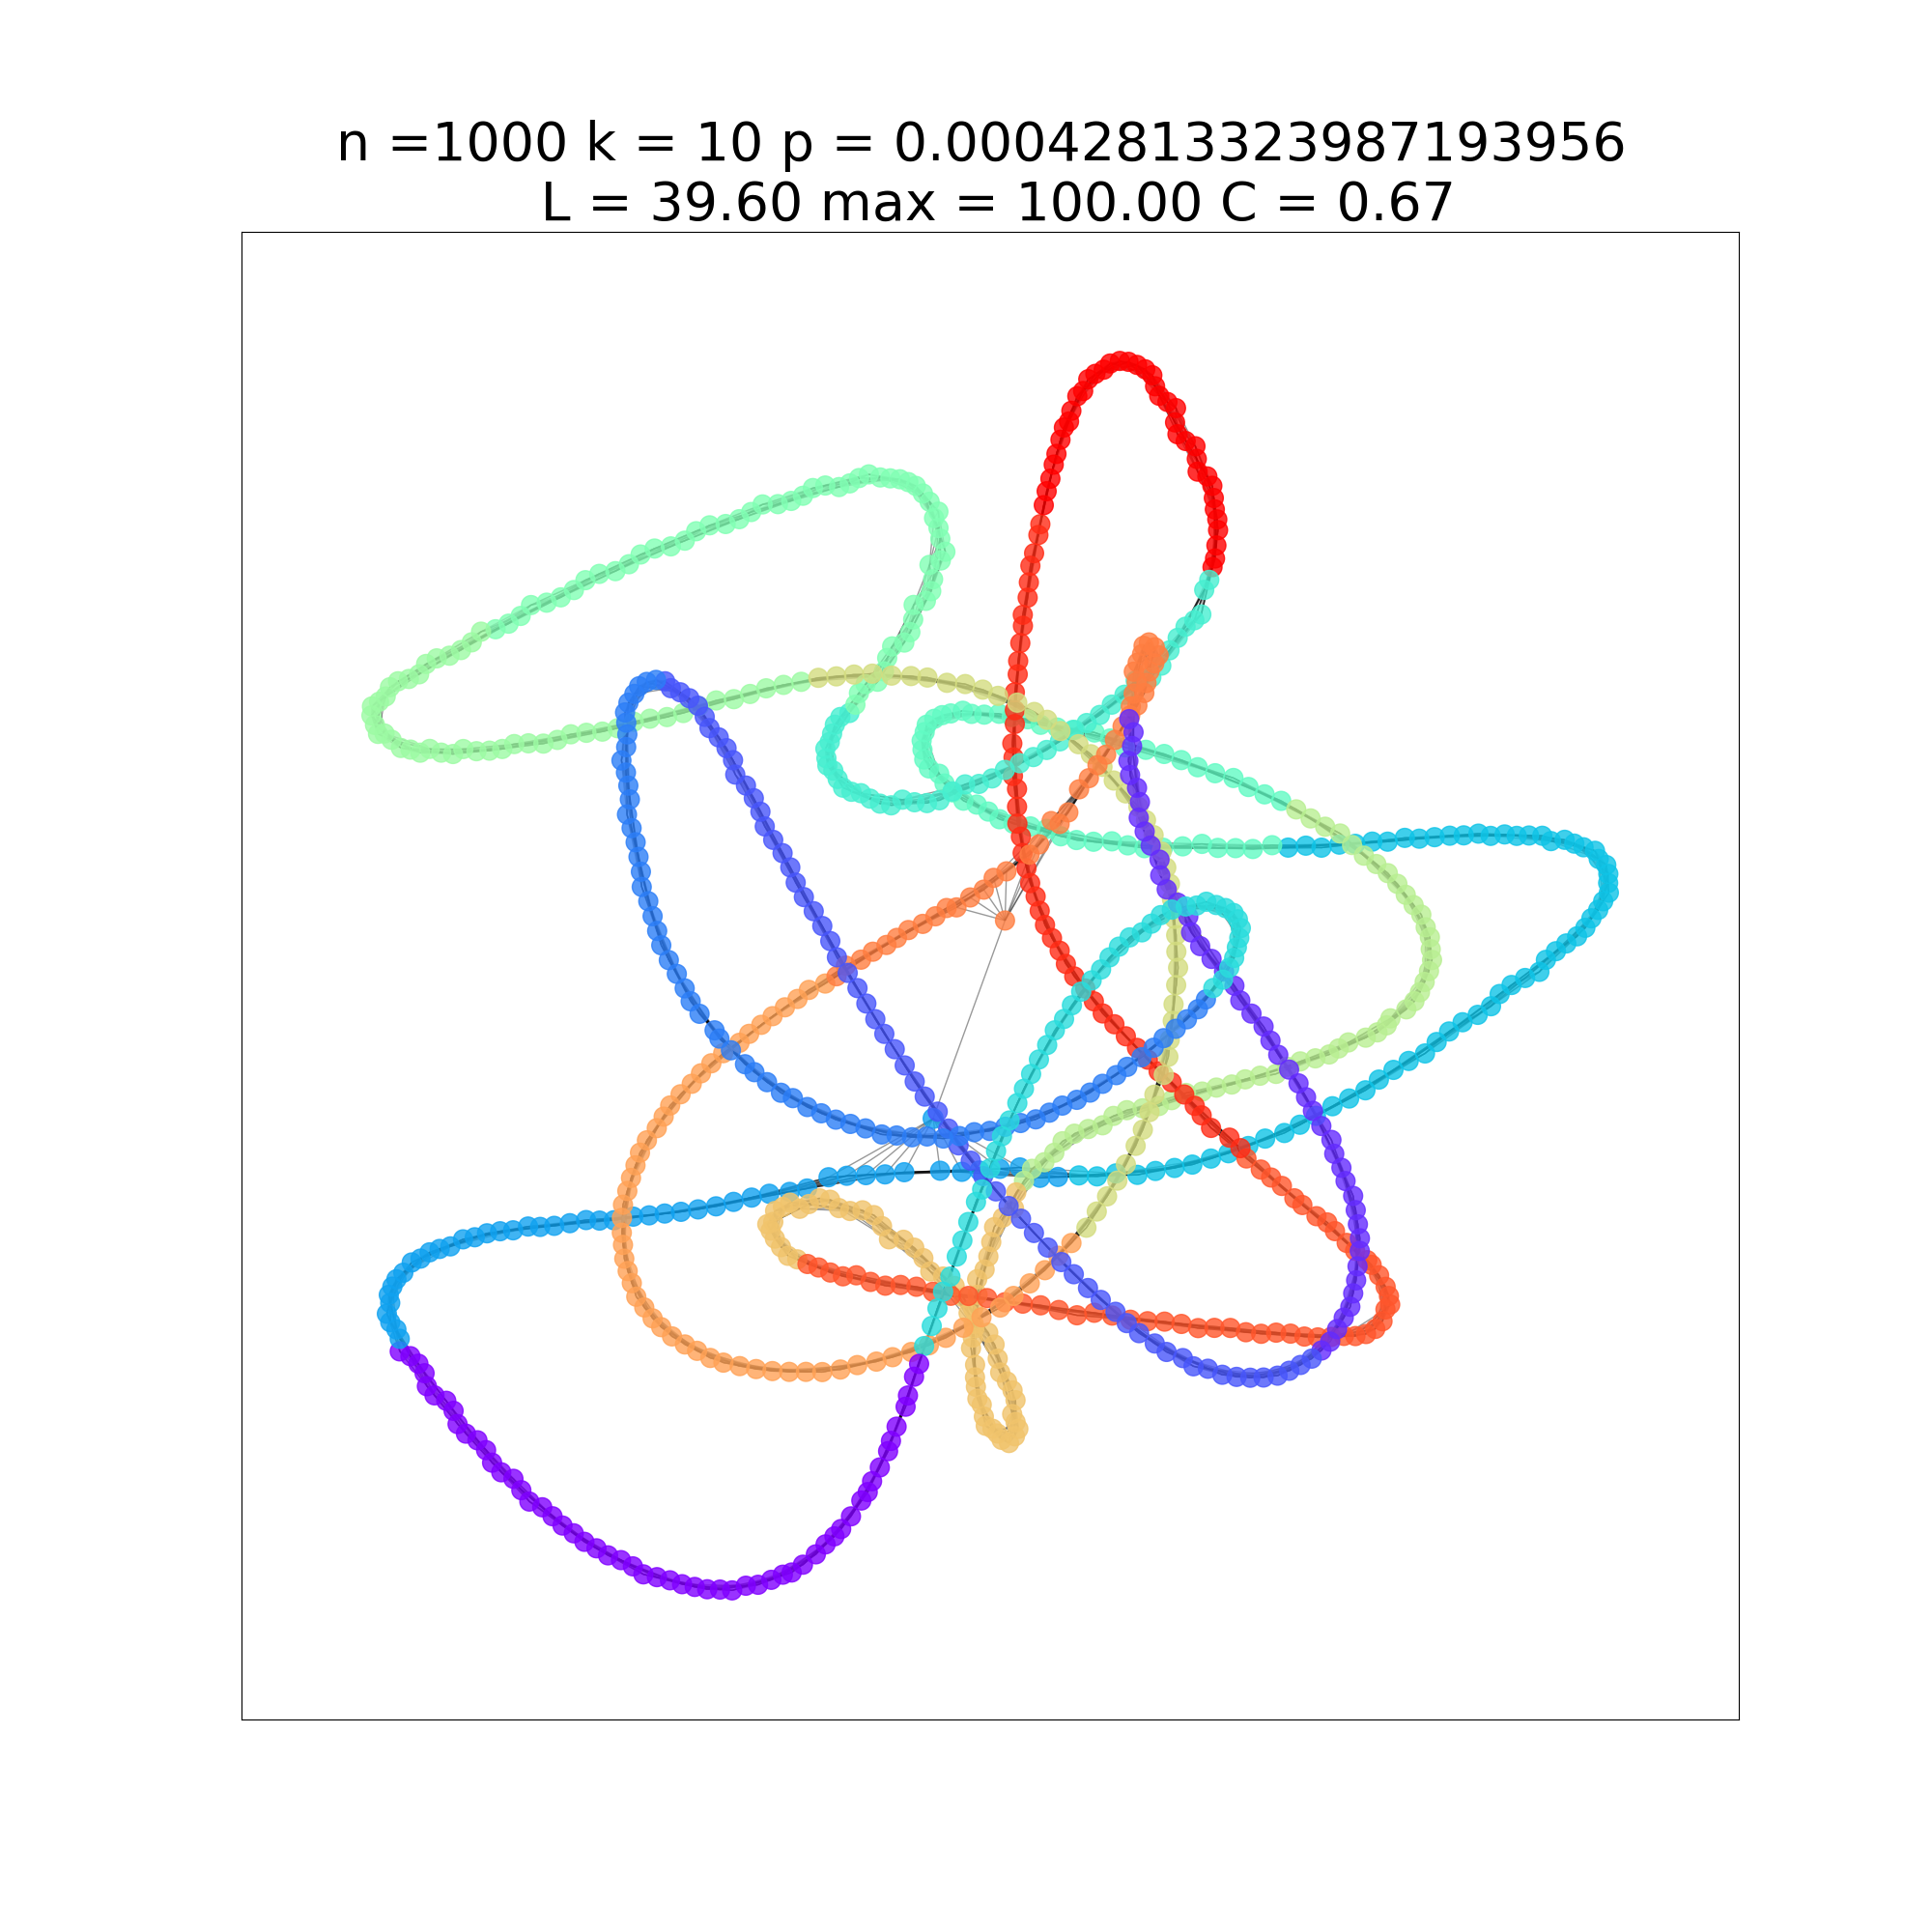 n =1000 k = 10 p = 0.00042813323987193956
L = 39.60 max = 100.00 C = 0.67